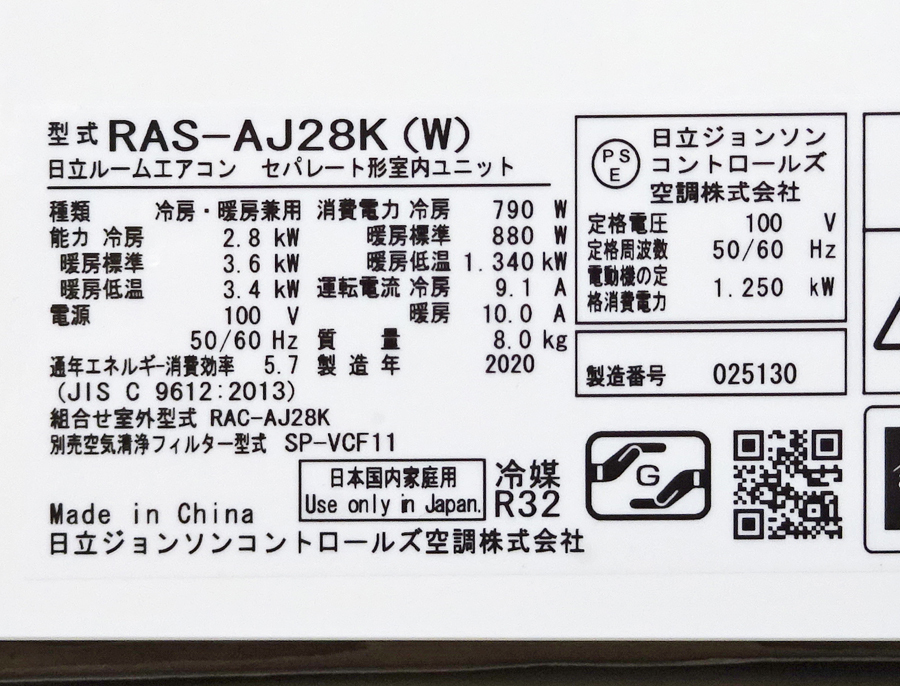 型式 RAS-AJ28K(W)
日立ルームエアコン セパレート形室内ユニット
種類 冷房・暖房兼用
能力 冷房 2.8 kW
暖房標準 3.6 kW
暖房低温 3.4 kW
電源 100 V
50/60 Hz
通年エネルギー消費効率 5.7
(JIS C 9612:2013)
消費電力 冷房 790 W
暖房標準 880 W
暖房低温 1.340 kW
運転電流 冷房 9.1 A
暖房 10.0 A
質量 8.0 kg
製造年 2020
組合せ室外型式 RAC-AJ28K
別売空気清浄フィルター型式 SP-VCF11
日本国内家庭用
Use only in Japan.
冷媒
R32
Made in China
日立ジョンソンコントロールズ空調株式会社
PS
E
日立ジョンソン
コントロールズ
空調株式会社
定格電圧 100 V
定格周波数 50/60 Hz
電動機の定
格消費電力 1.250 kW
製造番号 025130
G